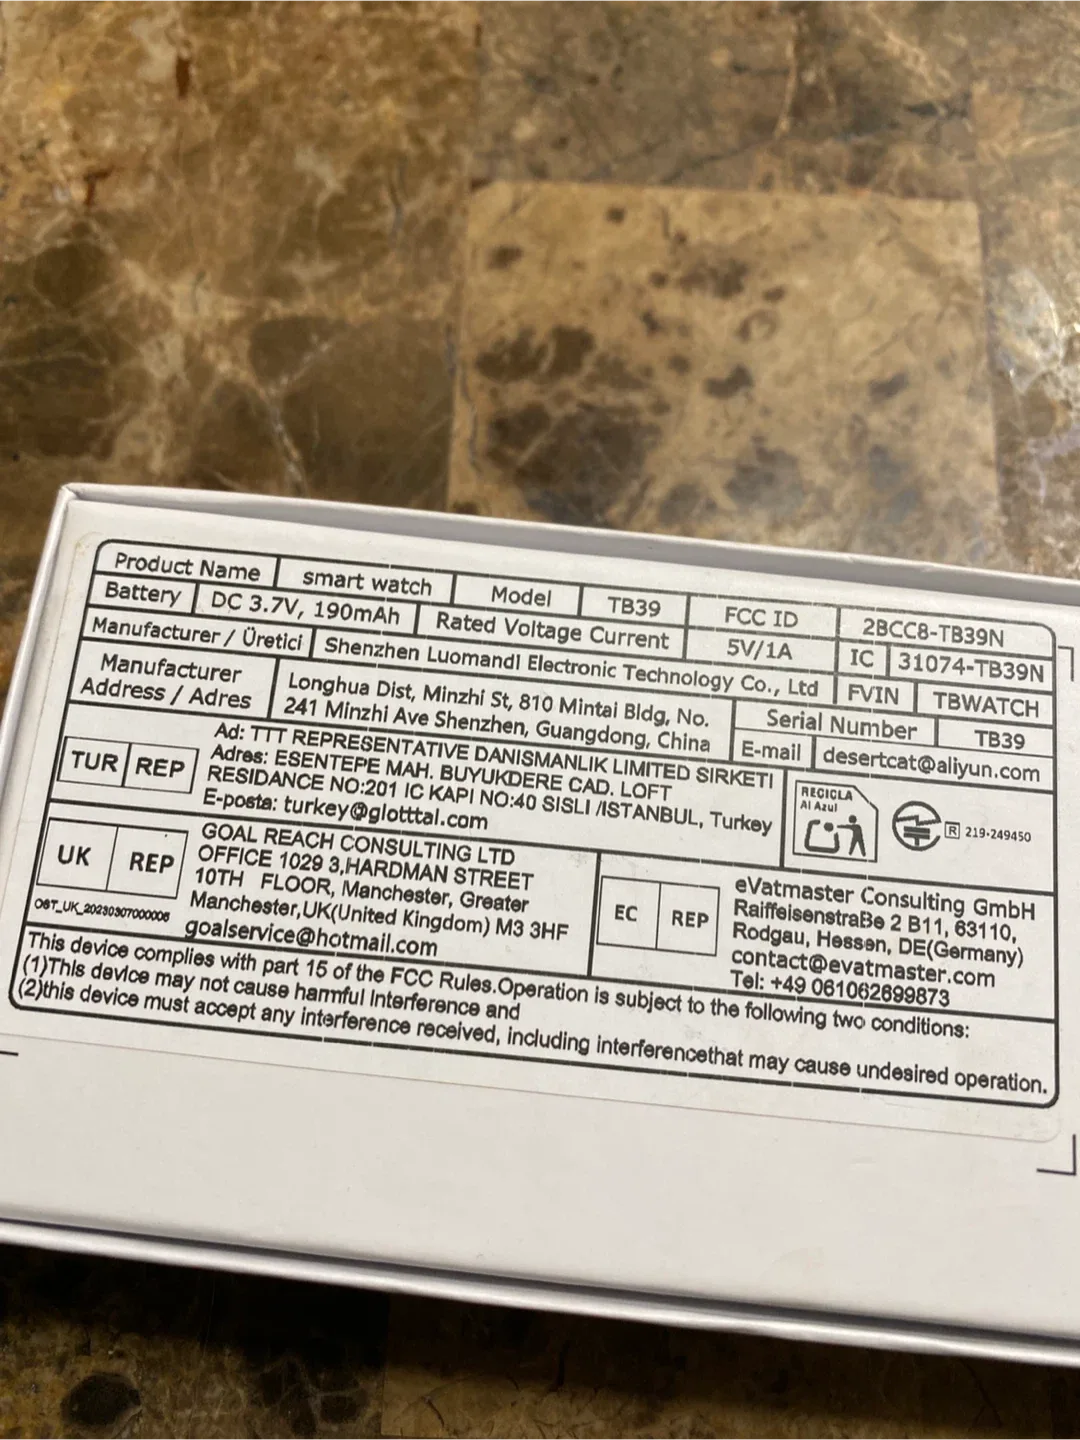 Product Name smart watch Model TB39 FCC ID 2BCC8-TB39N
Battery DC 3.7V, 190mAh Rated Voltage Current 5V/1A IC 31074-TB39N
Manufacturer / Üretici Shenzhen Luomandl Electronic Technology Co., Ltd FVIN TBWATCH
Manufacturer
Address / Adres
Longhua Dist, Minzhi St, 810 Mintai Bldg, No.
241 Minzhi Ave Shenzhen, Guangdong, China
Serial Number TB39
E-mail desertcat@aliyun.com
TUR REP
Ad: TTT REPRESENTATIVE DANISMANLIK LIMITED SIRKETI
Adres: ESENTEPE MAH. BUYUKDERE CAD. LOFT
RESIDANCE NO:201 IC KAPI NO:40 SISLI /ISTANBUL, Turkey
E-posta: turkey@glotttal.com
RECICLA
Al Azul
R 219-249450
UK REP
O6T_UK_20230307000006
GOAL REACH CONSULTING LTD
OFFICE 1029 3,HARDMAN STREET
10TH FLOOR, Manchester, Greater
Manchester,UK(United Kingdom) M3 3HF
goalservice@hotmail.com
EC REP
eVatmaster Consulting GmbH
RaiffeisenstraBe 2 B11, 63110,
Rodgau, Hessen, DE(Germany)
contact@evatmaster.com
Tel: +49 061062699873
This device complies with part 15 of the FCC Rules.Operation is subject to the following two conditions:
(1)This device may not cause harmful Interference and
(2)this device must accept any interference received, including interferencethat may cause undesired operation.